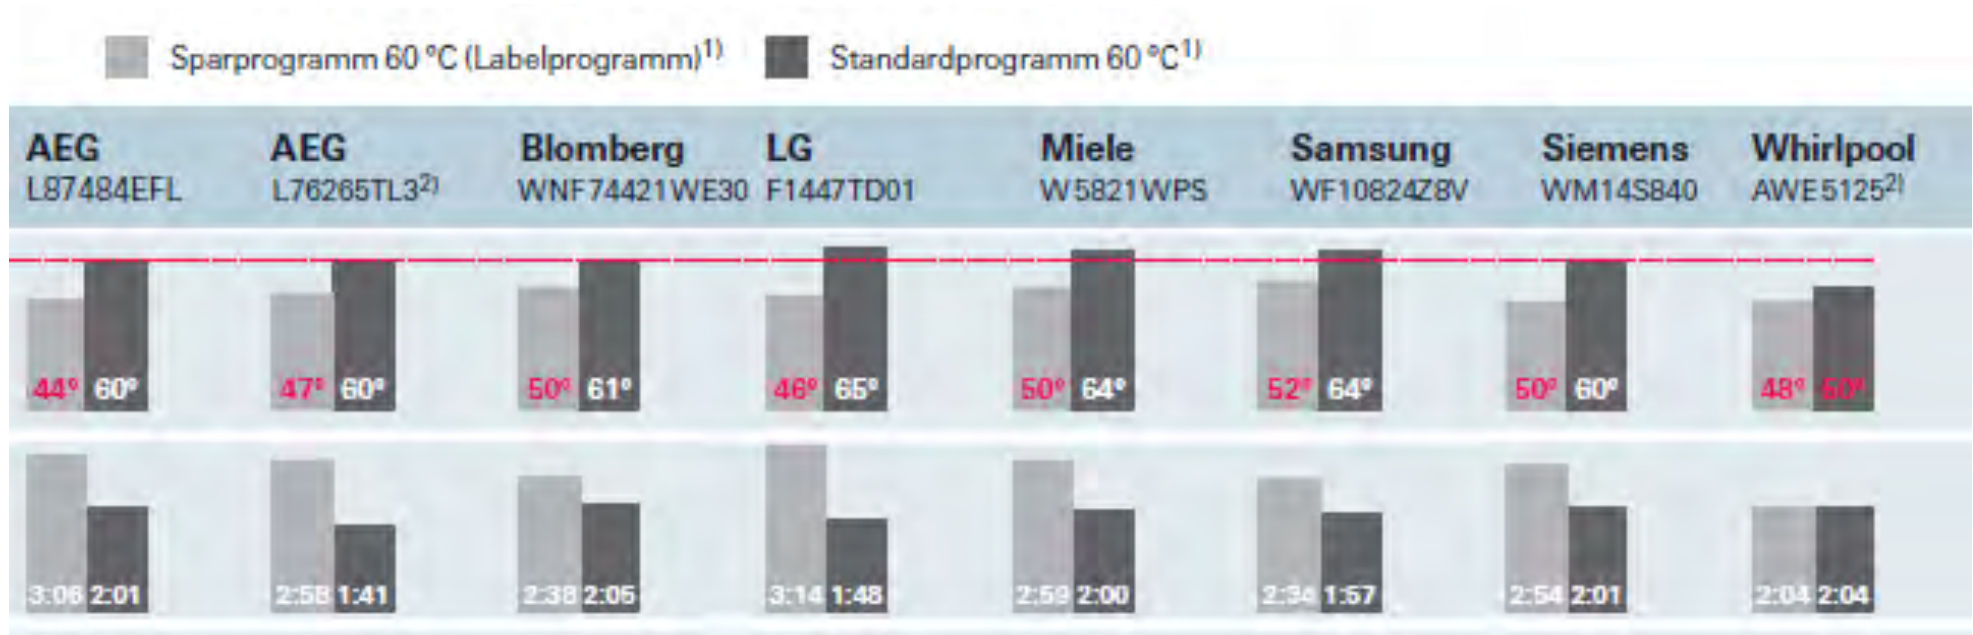 Sparprogramm 60 °C (Labelprogramm)1) Standardprogramm 60 °C1)
AEG AEG Blomberg LG Miele Samsung Siemens Whirlpool
L87484EFL L76265TL32) WNF74421WE30 F1447TD01 W5821WPS WF10824Z8V WM14S840 AWE51252)
44° 60° 47° 60° 50° 61° 46° 65° 50° 64° 52° 64° 50° 60° 48° 50°
3:06 2:01 2:58 1:41 2:38 2:05 3:14 1:48 2:59 2:00 2:34 1:57 2:54 2:01 2:04 2:04